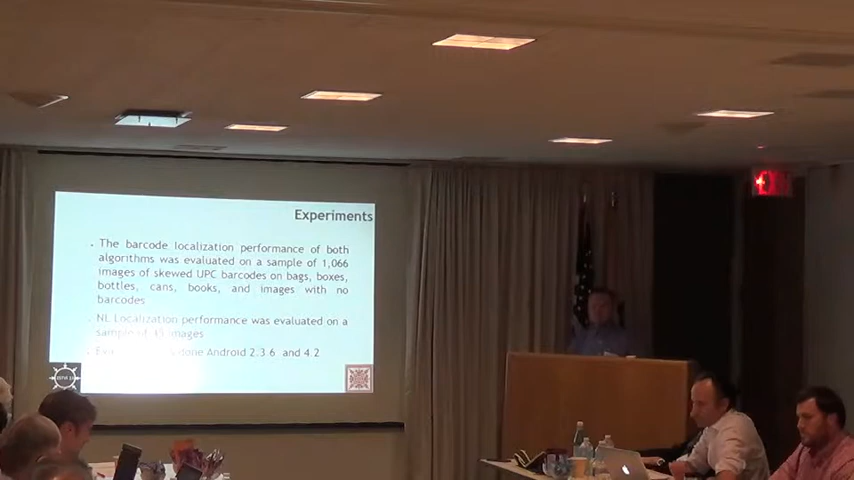 Experiments
• The barcode localization performance of both
algorithms was evaluated on a sample of 1,066
images of skewed UPC barcodes on bags, boxes,
bottles, cans, books, and images with no
barcodes
• NL Localization performance was evaluated on a
sample of 45 images
done Android 2.3.6 and 4.2